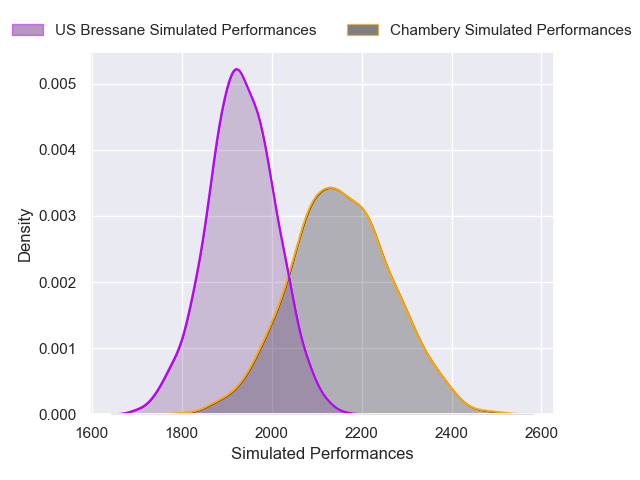 US Bressane Simulated Performances
Chambery Simulated Performances
0.005
0.004
0.003
0.002
0.001
0.000
Density
1600 1800 2000 2200 2400 2600
Simulated Performances